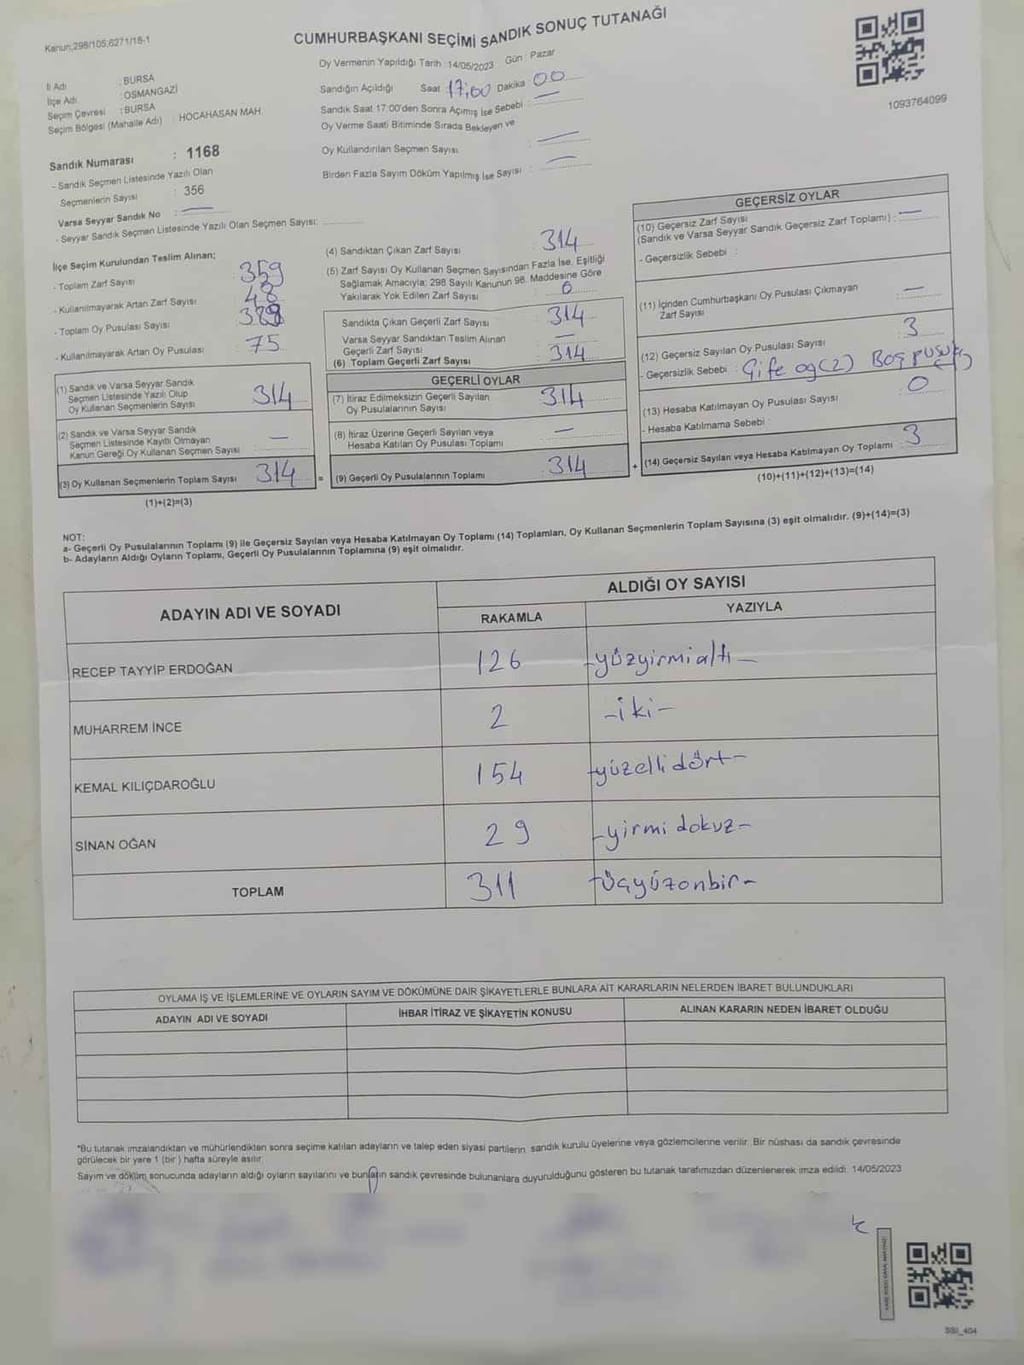 Kanun:298/105;6271/18-1
CUMHURBAŞKANI SEÇİMİ SANDIK SONUÇ TUTANAĞI
1093764099
İl Adı : BURSA
İlçe Adı : OSMANGAZİ
Seçim Çevresi : BURSA
Seçim Bölgesi (Mahalle Adı) : HOCAHASAN MAH.
Sandık Numarası : 1168
- Sandık Seçmen Listesinde Yazılı Olan
Seçmenlerin Sayısı : 356
Varsa Seyyar Sandık No : —
- Seyyar Sandık Seçmen Listesinde Yazılı Olan Seçmen Sayısı:
Oy Vermenin Yapıldığı Tarih : 14/05/2023 Gün : Pazar
Sandığın Açıldığı Saat 17:00 Dakika 00
Sandık Saat 17:00'den Sonra Açımış İse Sebebi : —
Oy Verme Saati Bitiminde Sırada Bekleyen ve
Oy Kullandırılan Seçmen Sayısı : —
Birden Fazla Sayım Döküm Yapılmış İse Sayısı : —
İlçe Seçim Kurulundan Teslim Alınan;
- Toplam Zarf Sayısı : 359
- Kullanılmayarak Artan Zarf Sayısı :
- Toplam Oy Pusulası Sayısı :
- Kullanılmayarak Artan Oy Pusulası : 75
(1) Sandık ve Varsa Seyyar Sandık
Seçmen Listesinde Yazılı Olup
Oy Kullanan Seçmenlerin Sayısı 314
(2) Sandık ve Varsa Seyyar Sandık
Seçmen Listesinde Kayıtlı Olmayan
Kanun Gereği Oy Kullanan Seçmen Sayısı —
(3) Oy Kullanan Seçmenlerin Toplam Sayısı 314
(1)+(2)=(3)
(4) Sandıktan Çıkan Zarf Sayısı 314
(5) Zarf Sayısı Oy Kullanan Seçmen Sayısından Fazla İse, Eşitliği
Sağlamak Amacıyla; 298 Sayılı Kanunun 98. Maddesine Göre
Yakılarak Yok Edilen Zarf Sayısı : 0
Sandıkta Çıkan Geçerli Zarf Sayısı 314
Varsa Seyyar Sandıktan Teslim Alınan
Geçerli Zarf Sayısı —
(6) Toplam Geçerli Zarf Sayısı 314
GEÇERLİ OYLAR
(7) İtiraz Edilmeksizin Geçerli Sayılan
Oy Pusulalarının Sayısı 314
(8) İtiraz Üzerine Geçerli Sayılan veya
Hesaba Katılan Oy Pusulası Toplamı —
(9) Geçerli Oy Pusulalarının Toplamı 314
GEÇERSİZ OYLAR
(10) Geçersiz Zarf Sayısı
(Sandık ve Varsa Seyyar Sandık Geçersiz Zarf Toplamı) : —
- Geçersizlik Sebebi :
(11) İçinden Cumhurbaşkanı Oy Pusulası Çıkmayan
Zarf Sayısı —
(12) Geçersiz Sayılan Oy Pusulası Sayısı 3
- Geçersizlik Sebebi : Çife oy(2) Boş pusula
(13) Hesaba Katılmayan Oy Pusulası Sayısı 0
- Hesaba Katılmama Sebebi :
(14) Geçersiz Sayılan veya Hesaba Katılmayan Oy Toplamı 3
(10)+(11)+(12)+(13)=(14)
NOT:
a- Geçerli Oy Pusulalarının Toplamı (9) ile Geçersiz Sayılan veya Hesaba Katılmayan Oy Toplamı (14) Toplamları, Oy Kullanan Seçmenlerin Toplam Sayısına (3) eşit olmalıdır. (9)+(14)=(3)
b- Adayların Aldığı Oyların Toplamı, Geçerli Oy Pusulalarının Toplamına (9) eşit olmalıdır.
ADAYIN ADI VE SOYADI
ALDIĞI OY SAYISI
RAKAMLA YAZIYLA
RECEP TAYYİP ERDOĞAN 126 -yüzyirmialtı-
MUHARREM İNCE 2 -iki-
KEMAL KILIÇDAROĞLU 154 -yüzellidört-
SİNAN OĞAN 29 -yirmi dokuz-
TOPLAM 311 -üçyüzonbir-
OYLAMA İŞ VE İŞLEMLERİNE VE OYLARIN SAYIM VE DÖKÜMÜNE DAİR ŞİKAYETLERLE BUNLARA AİT KARARLARIN NELERDEN İBARET BULUNDUKLARI
ADAYIN ADI VE SOYADI İHBAR İTİRAZ VE ŞİKAYETİN KONUSU ALINAN KARARIN NEDEN İBARET OLDUĞU
*Bu tutanak imzalandıktan ve mühürlendikten sonra seçime katılan adayların ve talep eden siyasi partilerin, sandık kurulu üyelerine veya gözlemcilerine verilir. Bir nüshası da sandık çevresinde
görülecek bir yere 1 (bir) hafta süreyle asılır.
Sayım ve döküm sonucunda adayların aldığı oyların sayılarını ve bunların sandık çevresinde bulunanlara duyurulduğunu gösteren bu tutanak tarafımızdan düzenlenerek imza edildi. 14/05/2023
SSI_404